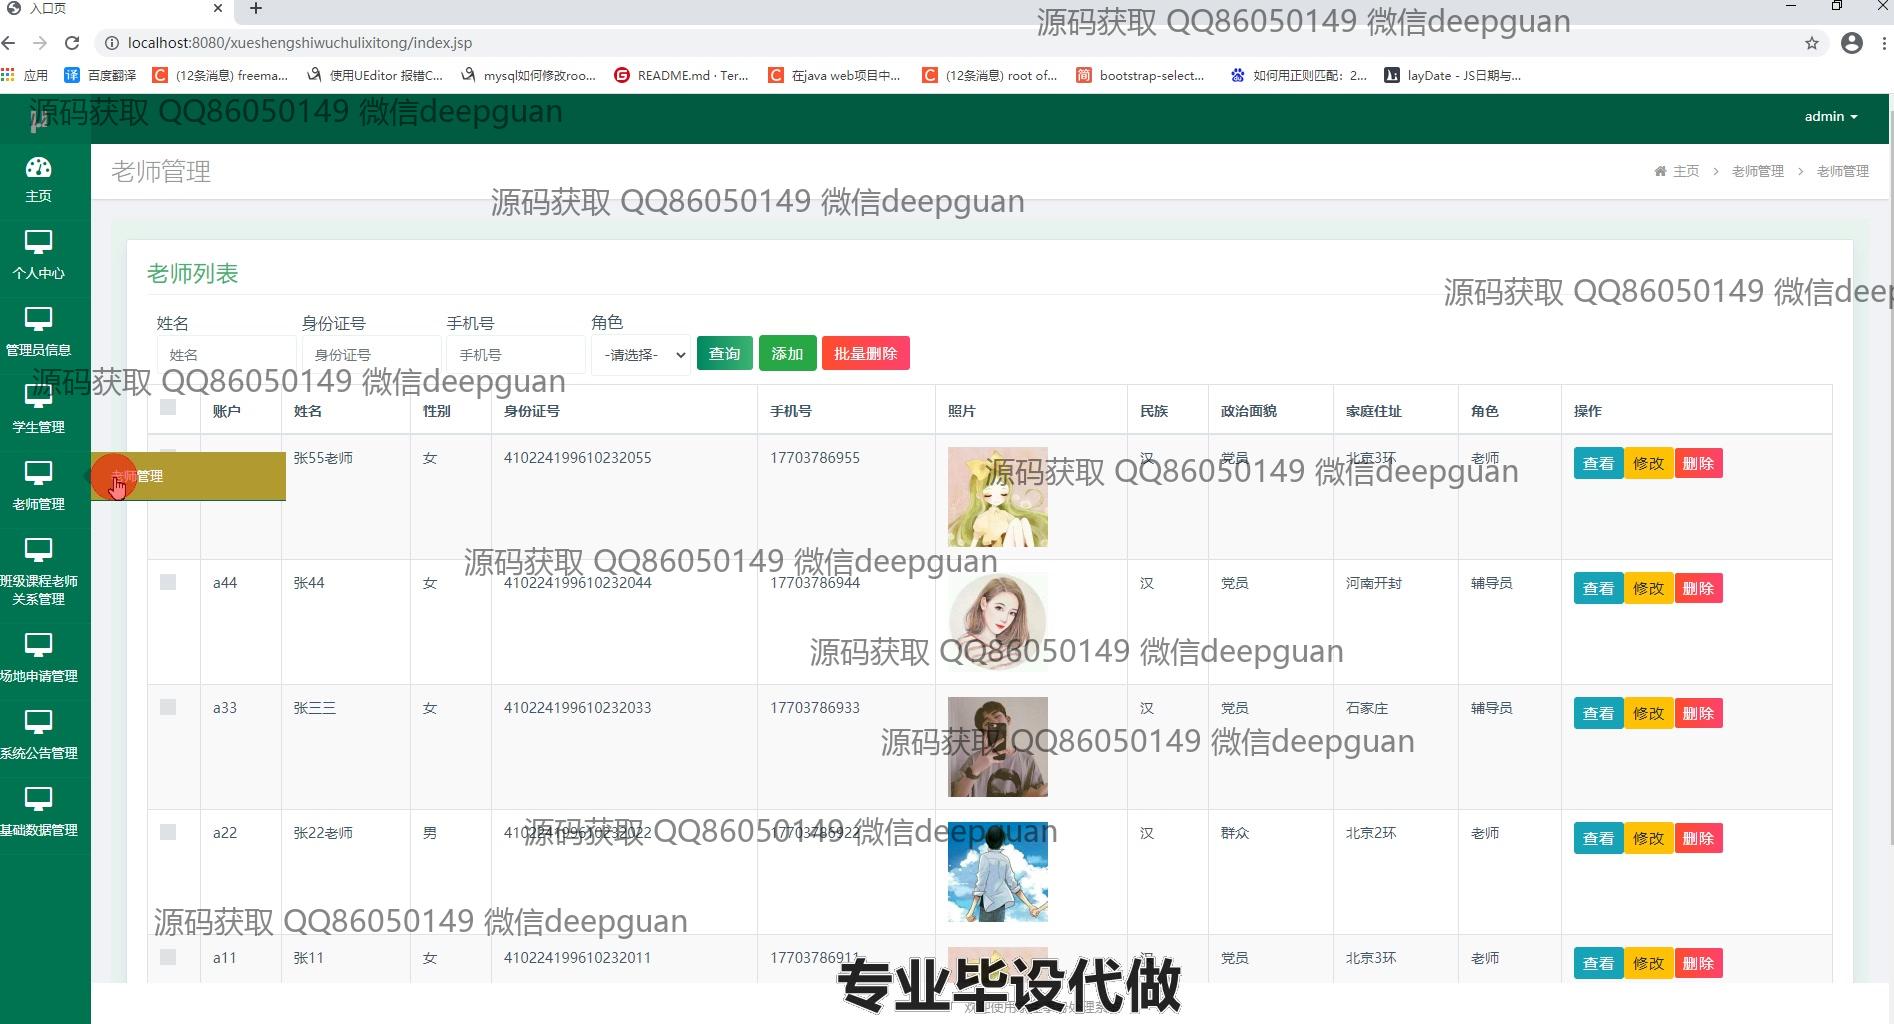 入口页
源码获取 QQ86050149 微信deepguan
localhost:8080/xueshengshiwuchulixitong/index.jsp
应用 百度翻译 (12条消息) freema... 使用UEditor 报错C... mysql如何修改roo... README.md · Ter... 在java web项目中... (12条消息) root of... bootstrap-select... 如何用正则匹配：2... layDate - JS日期与...
源码获取 QQ86050149 微信deepguan
admin
老师管理
主页 > 老师管理 > 老师管理
源码获取 QQ86050149 微信deepguan
主页
个人中心
管理员信息
学生管理
老师管理
班级课程老师
关系管理
场地申请管理
系统公告管理
基础数据管理
老师管理
老师列表
源码获取 QQ86050149 微信deep
姓名 身份证号 手机号 角色
姓名 身份证号 手机号 -请选择- 查询 添加 批量删除
源码获取 QQ86050149 微信deepguan
账户 姓名 性别 身份证号 手机号 照片 民族 政治面貌 家庭住址 角色 操作
张55老师 女 410224199610232055 17703786955 汉 党员 北京3环 老师 查看 修改 删除
源码获取 QQ86050149 微信deepguan
源码获取 QQ86050149 微信deepguan
a44 张44 女 410224199610232044 17703786944 汉 党员 河南开封 辅导员 查看 修改 删除
源码获取 QQ86050149 微信deepguan
a33 张三三 女 410224199610232033 17703786933 汉 党员 石家庄 辅导员 查看 修改 删除
源码获取 QQ86050149 微信deepguan
a22 张22老师 男 410224199610232022 17703786922 汉 群众 北京2环 老师 查看 修改 删除
源码获取 QQ86050149 微信deepguan
源码获取 QQ86050149 微信deepguan
a11 张11 女 410224199610232011 17703786911 汉 党员 北京3环 老师 查看 修改 删除
专业毕设代做